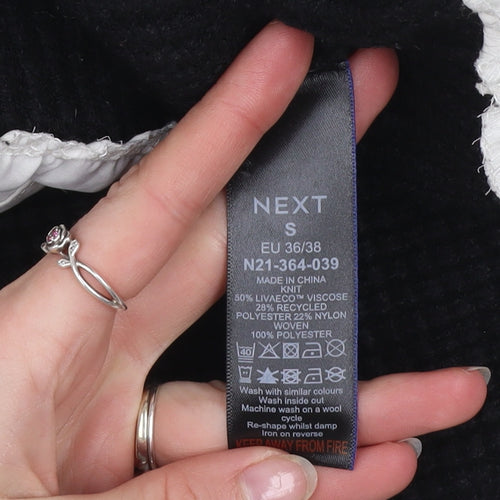 NEXT
S
EU 36/38
N21-364-039
MADE IN CHINA
KNIT
50% LIVAECO™ VISCOSE
28% RECYCLED
POLYESTER 22% NYLON
WOVEN
100% POLYESTER
40
Wash with similar colours
Wash inside out
Machine wash on a wool
cycle
Re-shape whilst damp
Iron on reverse
KEEP AWAY FROM FIRE